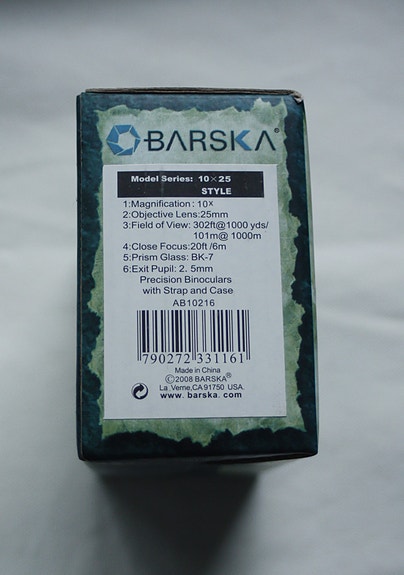 BARSKA®
Model Series: 10×25
STYLE
1:Magnification: 10x
2:Objective Lens:25mm
3:Field of View: 302ft@1000 yds/
101m@ 1000m
4:Close Focus:20ft/6m
5:Prism Glass: BK-7
6:Exit Pupil: 2. 5mm
Precision Binoculars
with Strap and Case
AB10216
790272 331161
Made in China
Ⓒ2008 BARSKA®
La Verne,CA 91750 USA.
www. barska. com